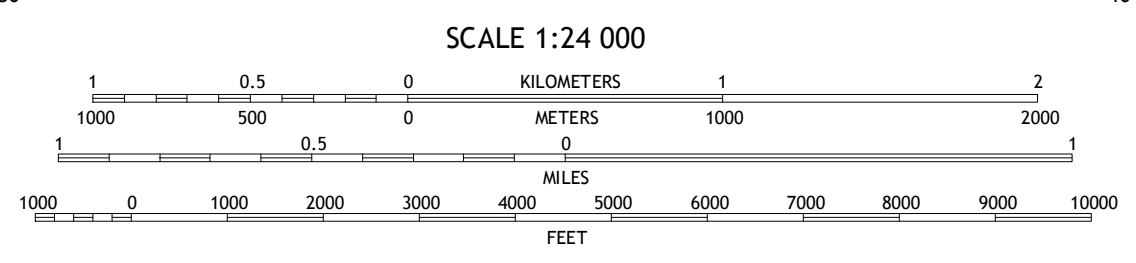 SCALE 1:24 000
1 0.5 0 KILOMETERS 1 2
1000 500 0 METERS 1000 2000
1 0.5 0 1
MILES
1000 0 1000 2000 3000 4000 5000 6000 7000 8000 9000 10000
FEET